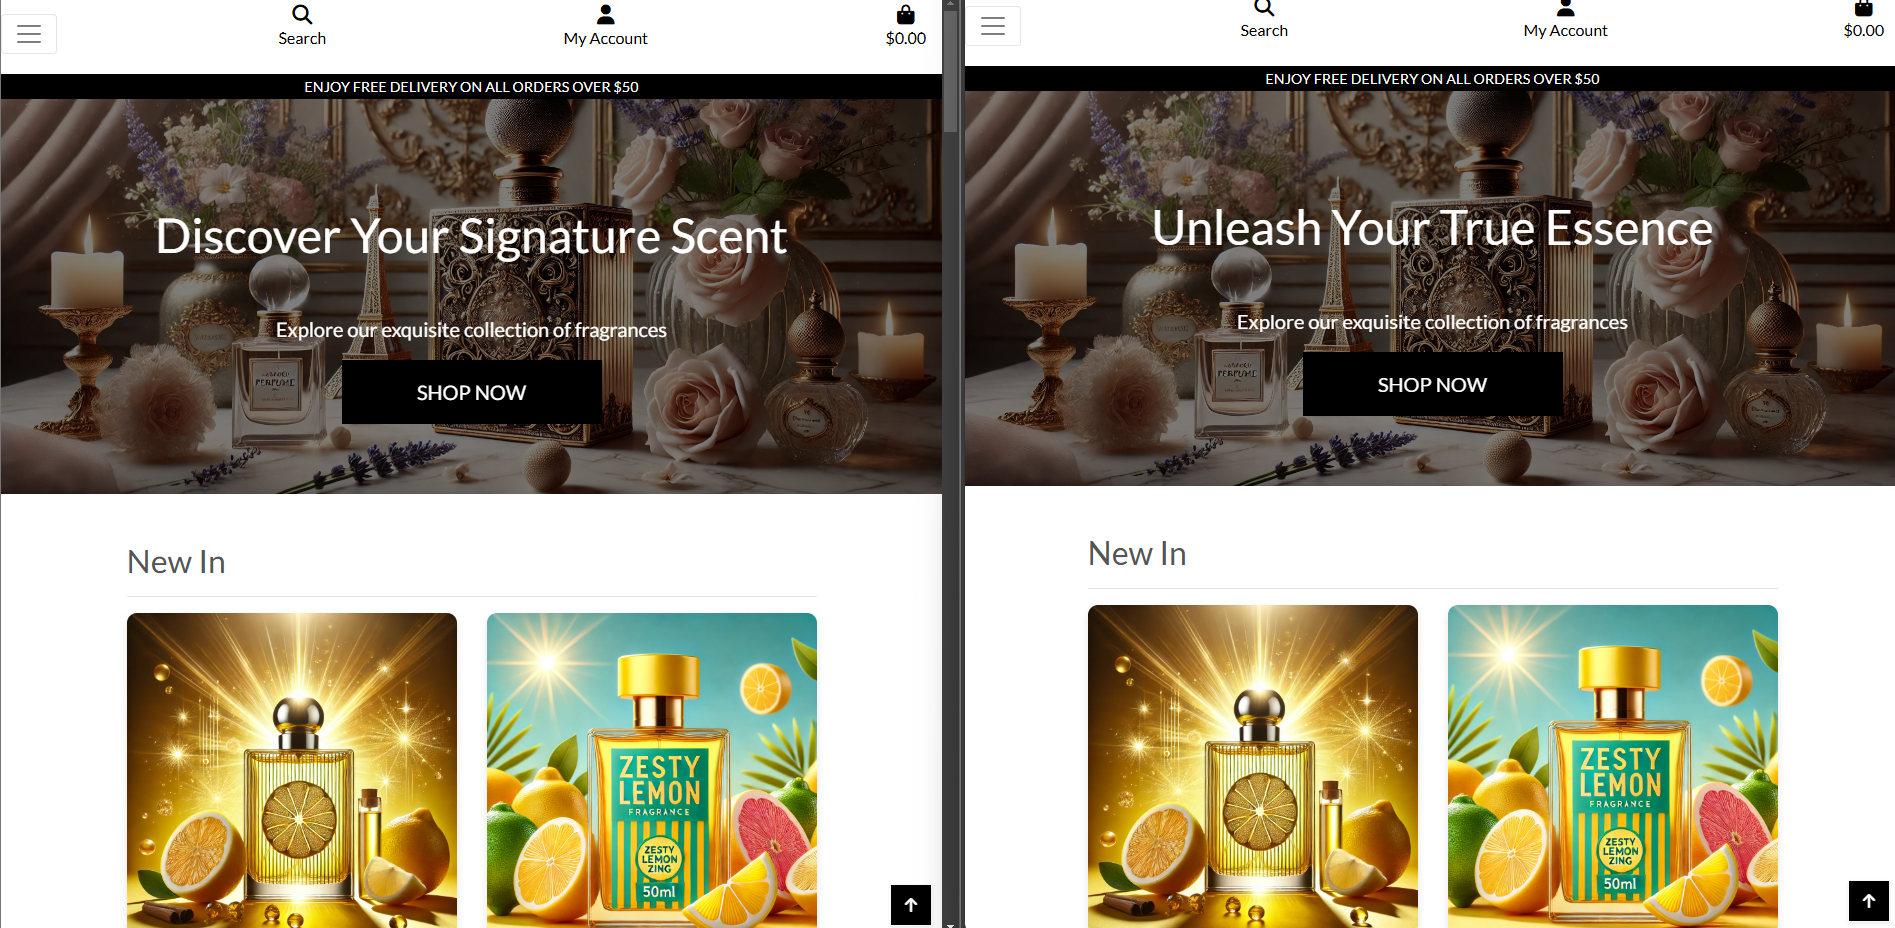 Search
My Account
$0.00
ENJOY FREE DELIVERY ON ALL ORDERS OVER $50
Discover Your Signature Scent
Explore our exquisite collection of fragrances
PERFUME
SHOP NOW
New In
ZESTY
LEMON
FRAGRANCE
ZESTY
LEMON
ZING
50ml
Search
My Account
$0.00
ENJOY FREE DELIVERY ON ALL ORDERS OVER $50
Unleash Your True Essence
Explore our exquisite collection of fragrances
PERFUME
SHOP NOW
New In
ZESTY
LEMON
FRAGRANCE
ZESTY
LEMON
ZING
50ml